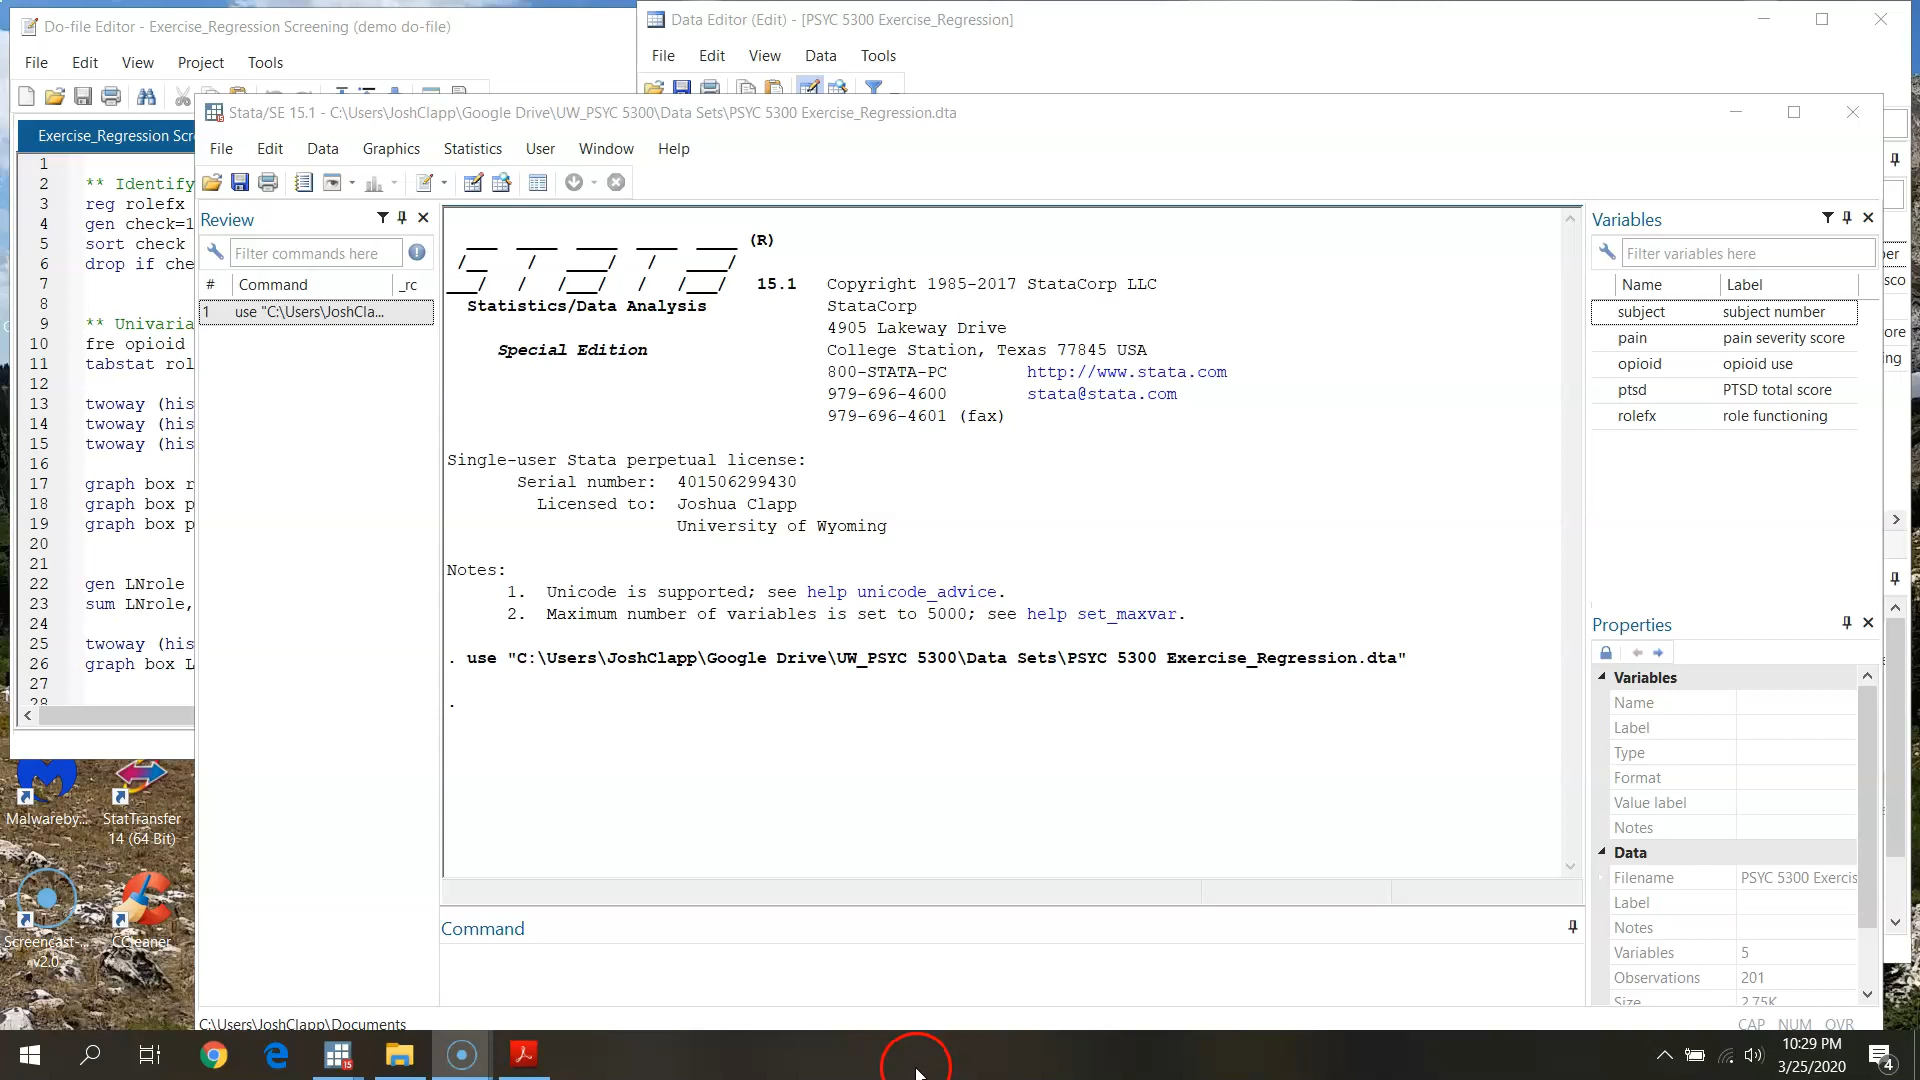 Do-file Editor - Exercise_Regression Screening (demo do-file)
File Edit View Project Tools
Exercise_Regression Scr
1
2 ** Identify
3 reg rolefx
4 gen check=1
5 sort check
6 drop if che
7
8
9 ** Univaria
10 fre opioid
11 tabstat rol
12
13 twoway (his
14 twoway (his
15 twoway (his
16
17 graph box r
18 graph box p
19 graph box p
20
21
22 gen LNrole
23 sum LNrole,
24
25 twoway (his
26 graph box L
27
28
Data Editor (Edit) - [PSYC 5300 Exercise_Regression]
File Edit View Data Tools
Stata/SE 15.1 - C:\Users\JoshClapp\Google Drive\UW_PSYC 5300\Data Sets\PSYC 5300 Exercise_Regression.dta
File Edit Data Graphics Statistics User Window Help
Review
Filter commands here
# Command _rc
1 use "C:\Users\JoshCla...
(R)
stata
15.1 Copyright 1985-2017 StataCorp LLC
Statistics/Data Analysis StataCorp
4905 Lakeway Drive
Special Edition College Station, Texas 77845 USA
800-STATA-PC http://www.stata.com
979-696-4600 stata@stata.com
979-696-4601 (fax)
Single-user Stata perpetual license:
Serial number: 401506299430
Licensed to: Joshua Clapp
University of Wyoming
Notes:
1. Unicode is supported; see help unicode_advice.
2. Maximum number of variables is set to 5000; see help set_maxvar.
. use "C:\Users\JoshClapp\Google Drive\UW_PSYC 5300\Data Sets\PSYC 5300 Exercise_Regression.dta"
.
Command
C:\Users\JoshClapp\Documents
Variables
Filter variables here
Name Label
subject subject number
pain pain severity score
opioid opioid use
ptsd PTSD total score
rolefx role functioning
Properties
Variables
Name
Label
Type
Format
Value label
Notes
Data
Filename PSYC 5300 Exercis
Label
Notes
Variables 5
Observations 201
Size 2.75K
CAP NUM OVR
ber
sco
ore
ing
Malwareby...
StatTransfer
14 (64 Bit)
Screencast-...
v2.0
CCleaner
15
10:29 PM
3/25/2020
4